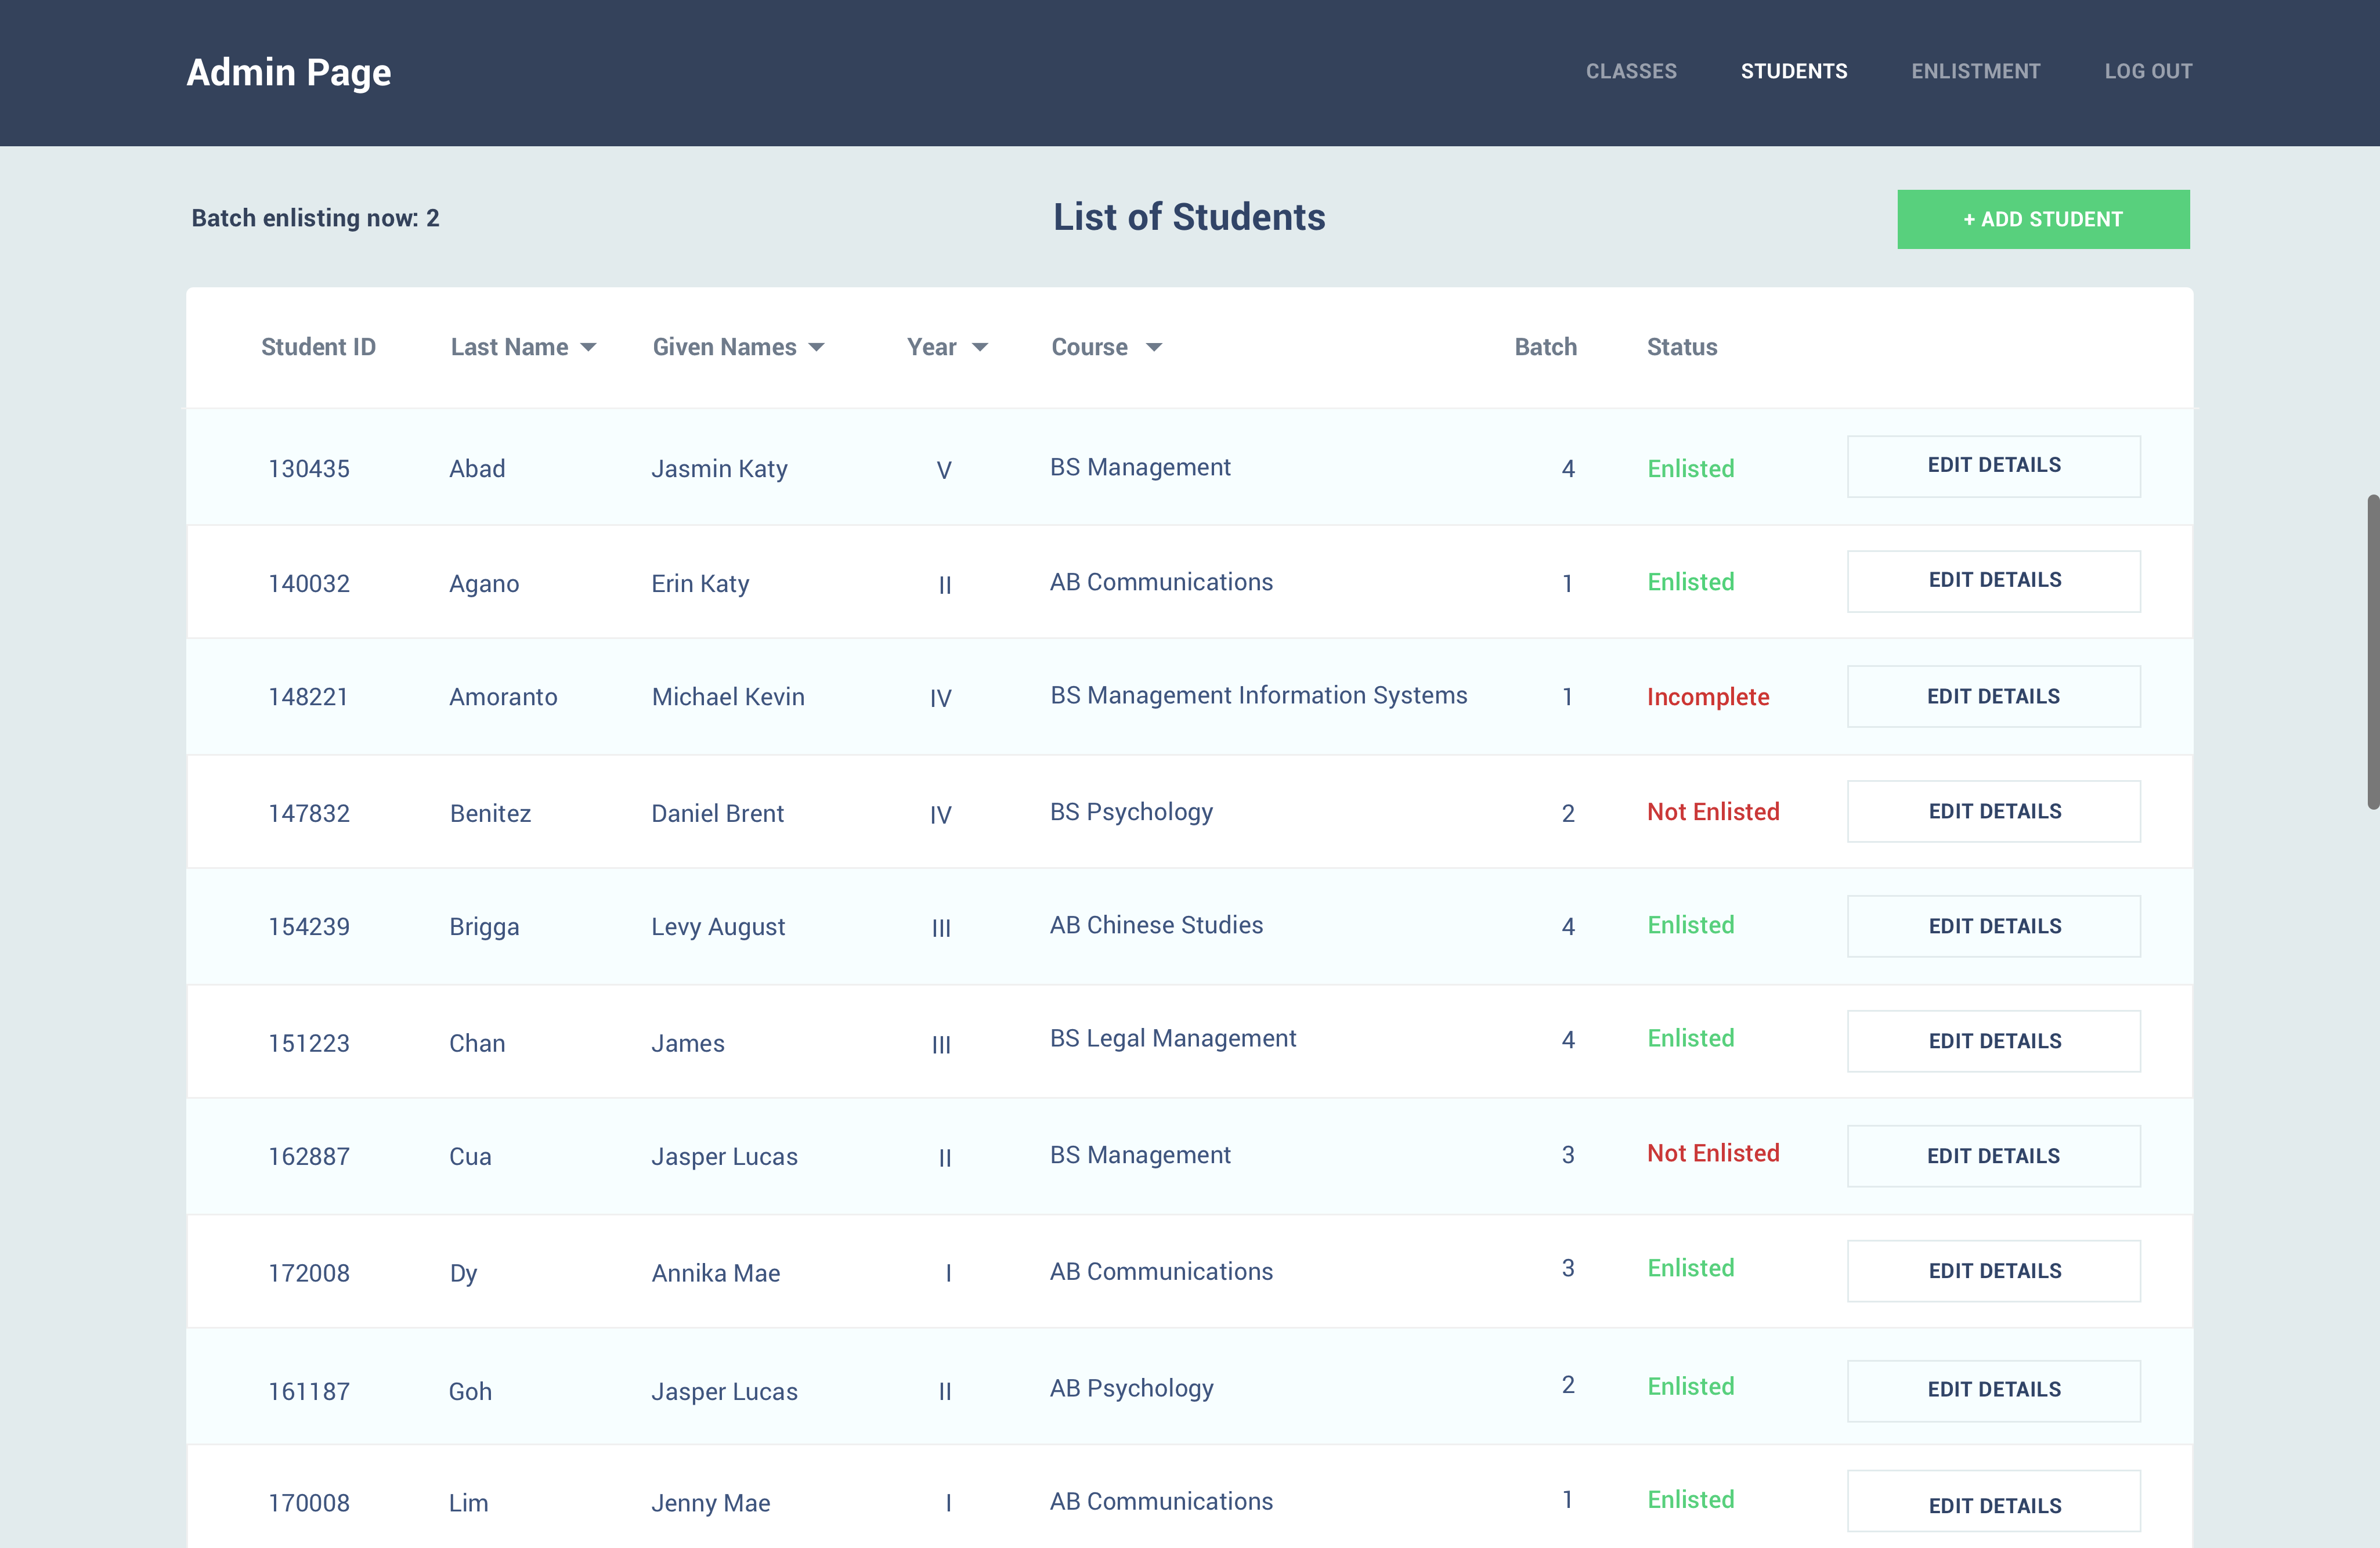 Admin Page CLASSES STUDENTS ENLISTMENT LOG OUT
Batch enlisting now: 2 List of Students + ADD STUDENT
Student ID Last Name Given Names Year Course Batch Status
130435 Abad Jasmin Katy V BS Management 4 Enlisted EDIT DETAILS
140032 Agano Erin Katy II AB Communications 1 Enlisted EDIT DETAILS
148221 Amoranto Michael Kevin IV BS Management Information Systems 1 Incomplete EDIT DETAILS
147832 Benitez Daniel Brent IV BS Psychology 2 Not Enlisted EDIT DETAILS
154239 Brigga Levy August III AB Chinese Studies 4 Enlisted EDIT DETAILS
151223 Chan James III BS Legal Management 4 Enlisted EDIT DETAILS
162887 Cua Jasper Lucas II BS Management 3 Not Enlisted EDIT DETAILS
172008 Dy Annika Mae I AB Communications 3 Enlisted EDIT DETAILS
161187 Goh Jasper Lucas II AB Psychology 2 Enlisted EDIT DETAILS
170008 Lim Jenny Mae I AB Communications 1 Enlisted EDIT DETAILS